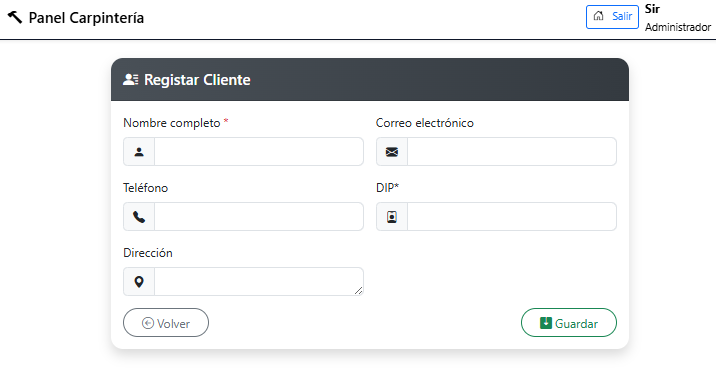 Panel Carpintería
Salir
Sir
Administrador
Registar Cliente
Nombre completo *
Correo electrónico
Teléfono
DIP*
Dirección
Volver
Guardar